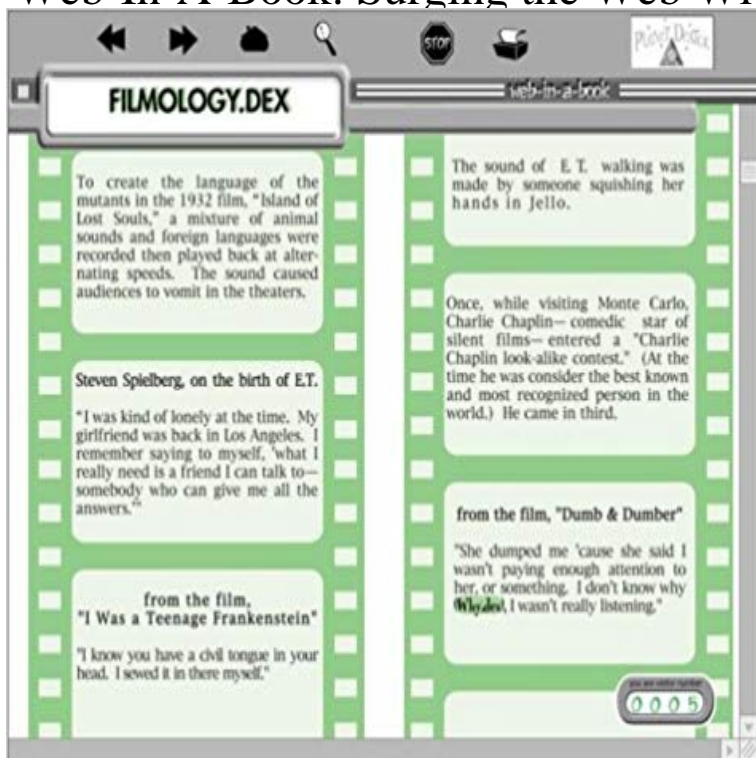 Web-In-A-Book: Surging the Web Wi
STOP
FILMOLOGY.DEX
web-in-a-book
To create the language of the
mutants in the 1932 film, "Island of
Lost Souls," a mixture of animal
sounds and foreign languages were
recorded then played back at alter-
nating speeds. The sound caused
audiences to vomit in the theaters.
Steven Spielberg, on the birth of E.T.
"I was kind of lonely at the time. My
girlfriend was back in Los Angeles. I
remember saying to myself, 'what I
really need is a friend I can talk to—
somebody who can give me all the
answers.'"
from the film,
"I Was a Teenage Frankenstein"
"I know you have a civil tongue in your
head. I sewed it in there myself."
The sound of E. T. walking was
made by someone squishing her
hands in Jello.
Once, while visiting Monte Carlo,
Charlie Chaplin— comedic star of
silent films— entered a "Charlie
Chaplin look-alike contest." (At the
time he was consider the best known
and most recognized person in the
world.) He came in third.
from the film, "Dumb & Dumber"
"She dumped me 'cause she said I
wasn't paying enough attention to
her, or something. I don't know why
I wasn't really listening."
you are visitor number
0005